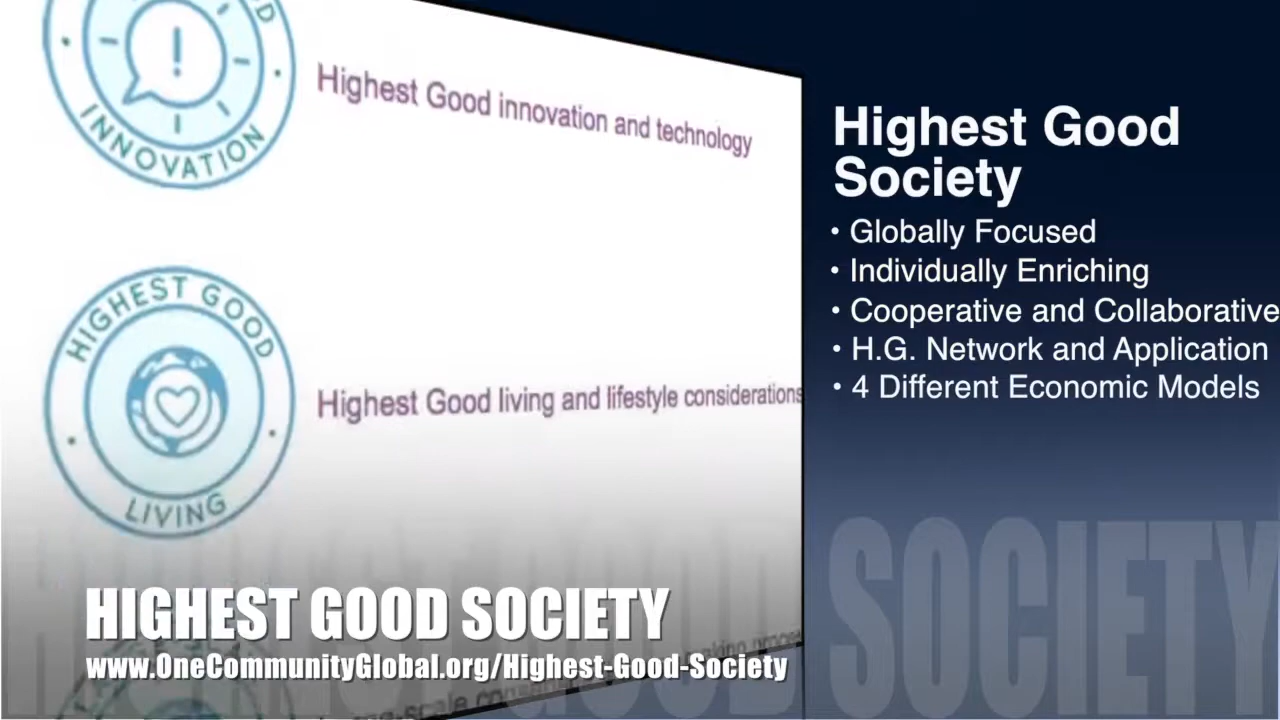 INNOVATION
Highest Good innovation and technology
HIGHEST GOOD
LIVING
Highest Good living and lifestyle considerations
Highest Good
Society
• Globally Focused
• Individually Enriching
• Cooperative and Collaborative
• H.G. Network and Application
• 4 Different Economic Models
SOCIETY
HIGHEST GOOD SOCIETY
www.OneCommunityGlobal.org/Highest-Good-Society